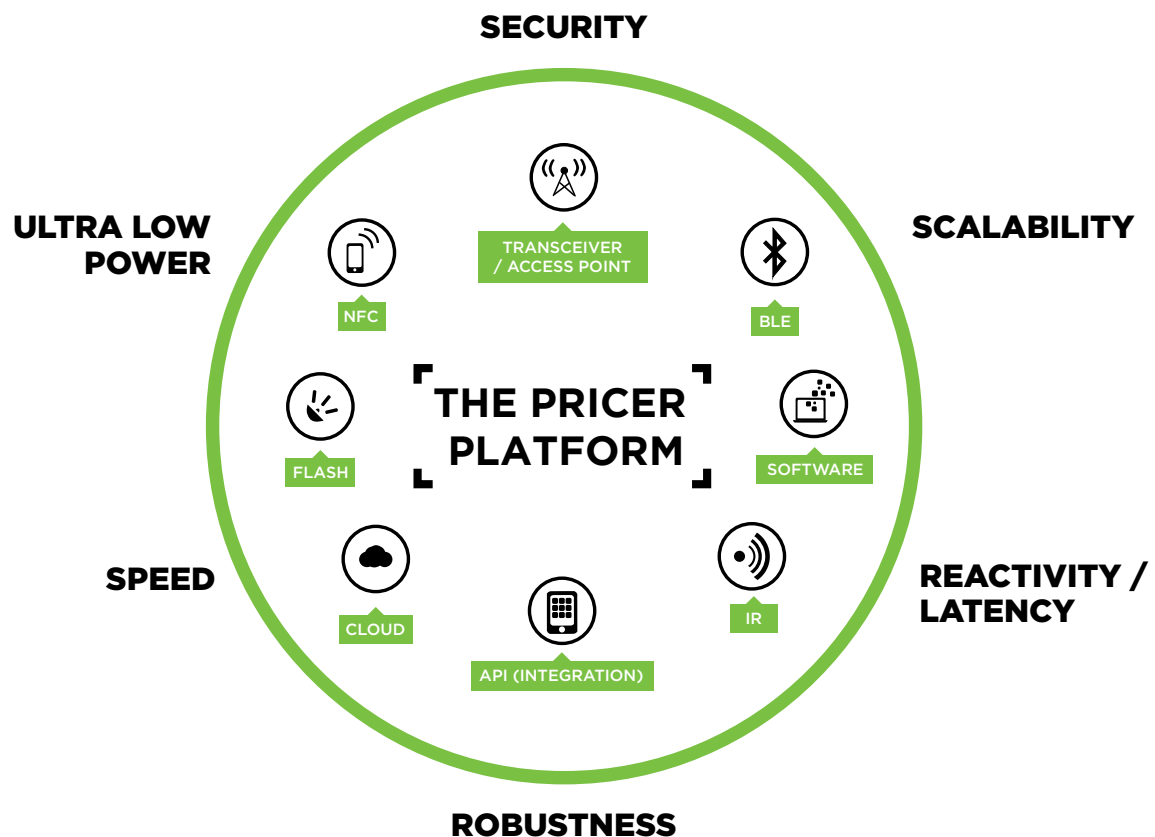 SECURITY
ULTRA LOW
POWER
SCALABILITY
TRANSCEIVER
/ ACCESS POINT
NFC
BLE
THE PRICER
PLATFORM
FLASH
SOFTWARE
SPEED
REACTIVITY /
LATENCY
CLOUD
IR
API (INTEGRATION)
ROBUSTNESS